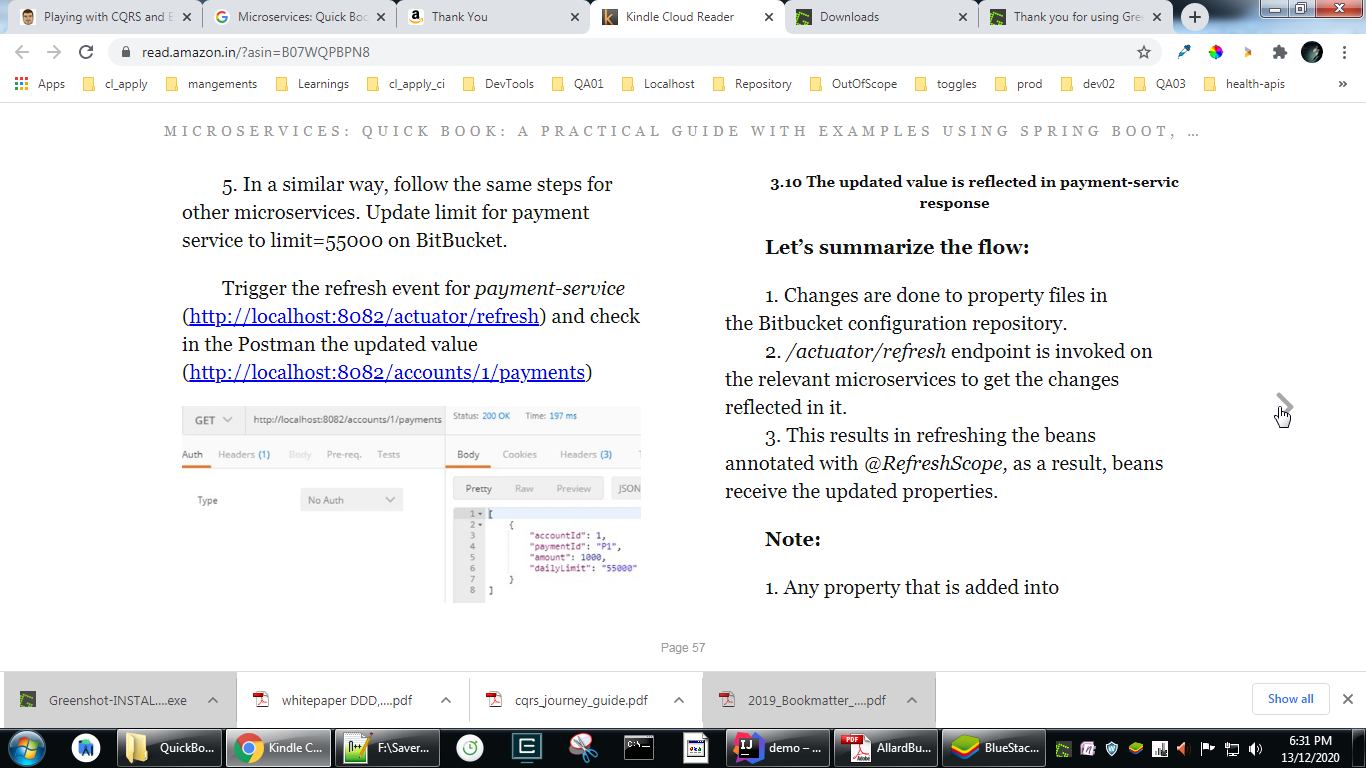 Playing with CQRS and E
Microservices: Quick Boo
Thank You
Kindle Cloud Reader
Downloads
Thank you for using Gre
read.amazon.in/?asin=B07WQPBPN8
Apps
cl_apply
mangements
Learnings
cl_apply_ci
DevTools
QA01
Localhost
Repository
OutOfScope
toggles
prod
dev02
QA03
health-apis
»
MICROSERVICES: QUICK BOOK: A PRACTICAL GUIDE WITH EXAMPLES USING SPRING BOOT, …
5. In a similar way, follow the same steps for
other microservices. Update limit for payment
service to limit=55000 on BitBucket.
Trigger the refresh event for payment-service
(http://localhost:8082/actuator/refresh) and check
in the Postman the updated value
(http://localhost:8082/accounts/1/payments)
GET
http://localhost:8082/accounts/1/payments
Status: 200 OK Time: 197 ms
Auth Headers (1) Body Pre-req. Tests
Body Cookies Headers (3)
Type
No Auth
Pretty Raw Preview JSON
1 [
2 {
3 "accountId": 1,
4 "paymentId": "P1",
5 "amount": 1000,
6 "dailyLimit": "55000"
7 }
8 ]
3.10 The updated value is reflected in payment-servic
response
Let’s summarize the flow:
1. Changes are done to property files in
the Bitbucket configuration repository.
2. /actuator/refresh endpoint is invoked on
the relevant microservices to get the changes
reflected in it.
3. This results in refreshing the beans
annotated with @RefreshScope, as a result, beans
receive the updated properties.
Note:
1. Any property that is added into
Page 57
Greenshot-INSTAL....exe
whitepaper DDD,....pdf
cqrs_journey_guide.pdf
2019_Bookmatter_....pdf
Show all
QuickBo...
Kindle C...
F:\Saver...
C:\
demo – ...
AllardBu...
BlueStac...
6:31 PM
13/12/2020